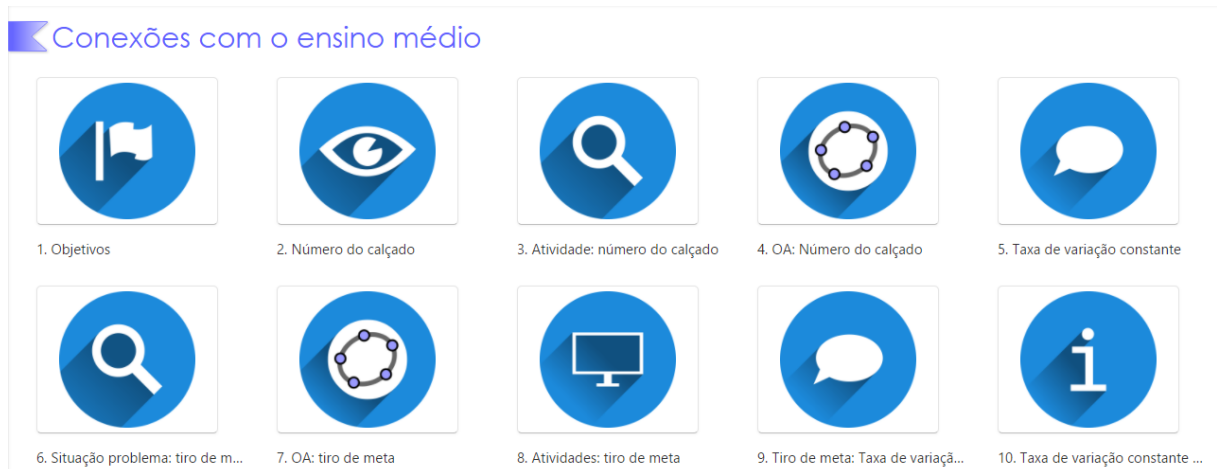 Conexões com o ensino médio
1. Objetivos
2. Número do calçado
3. Atividade: número do calçado
4. OA: Número do calçado
5. Taxa de variação constante
6. Situação problema: tiro de m...
7. OA: tiro de meta
8. Atividades: tiro de meta
9. Tiro de meta: Taxa de variaçã...
10. Taxa de variação constante ...